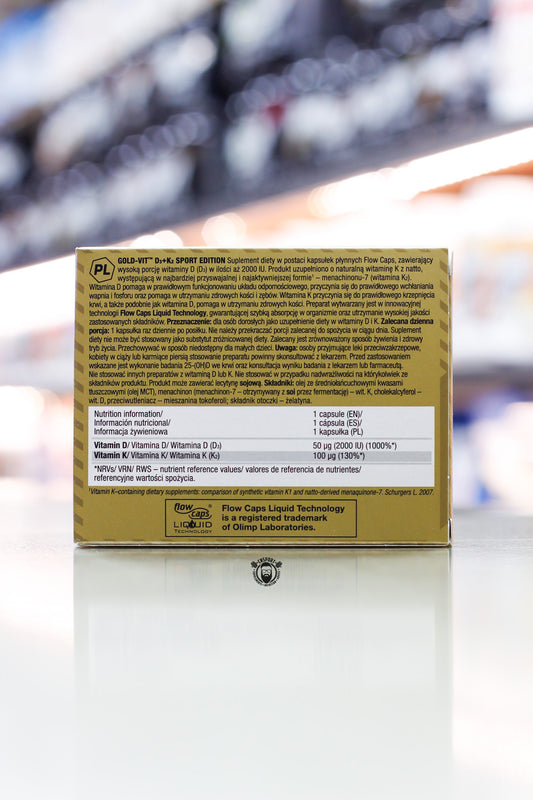 PL
GOLD-VIT™ D₃+K₂ SPORT EDITION Suplement diety w postaci kapsułek płynnych Flow Caps, zawierający
wysoką porcję witaminy D (D₃) w ilości aż 2000 IU. Produkt uzupełniono o naturalną witaminę K z natto,
występującą w najbardziej przyswajalnej i najaktywniejszej formie¹ – menachinonu-7 (witamina K₂).
Witamina D pomaga w prawidłowym funkcjonowaniu układu odpornościowego, przyczynia się do prawidłowego wchłaniania
wapnia i fosforu oraz pomaga w utrzymaniu zdrowych kości i zębów. Witamina K przyczynia się do prawidłowego krzepnięcia
krwi, a także podobnie jak witamina D, pomaga w utrzymaniu zdrowych kości. Preparat wytwarzany jest w innowacyjnej
technologi Flow Caps Liquid Technology, gwarantującej szybką absorpcję w organizmie oraz utrzymanie wysokiej jakości
zastosowanych składników. Przeznaczenie: dla osób dorosłych jako uzupełnienie diety w witaminy D i K. Zalecana dzienna
porcja: 1 kapsułka raz dziennie po posiłku. Nie należy przekraczać porcji zalecanej do spożycia w ciągu dnia. Suplement
diety nie może być stosowany jako substytut zróżnicowanej diety. Zalecany jest zrównoważony sposób żywienia i zdrowy
tryb życia. Przechowywać w sposób niedostępny dla małych dzieci. Uwaga: osoby przyjmujące leki przeciwzakrzepowe,
kobiety w ciąży lub karmiące piersią stosowanie preparatu powinny skonsultować z lekarzem. Przed zastosowaniem
wskazane jest wykonanie badania 25-(OH)D we krwi oraz konsultacja wyniku badania z lekarzem lub farmaceutą.
Nie stosować innych preparatów z witaminą D lub K. Nie stosować w przypadku nadwrażliwości na którykolwiek ze
składników produktu. Produkt może zawierać lecytynę sojową. Składniki: olej ze średniołańcuchowymi kwasami
tłuszczowymi (olej MCT), menachinon (menachinon-7 – otrzymywany z soi przez fermentację) – wit. K, cholekalcyferol –
wit. D, przeciwutleniacz – mieszanina tokoferoli; składnik otoczki – żelatyna.
Nutrition information/ 1 capsule (EN)/
Información nutricional/ 1 cápsula (ES)/
Informacja żywieniowa 1 kapsułka (PL)
Vitamin D/ Vitamina D/ Witamina D (D₃) 50 µg (2000 IU) (1000%*)
Vitamin K/ Vitamina K/ Witamina K (K₂) 100 µg (130%*)
*NRVs/ VRN/ RWS – nutrient reference values/ valores de referencia de nutrientes/
referencyjne wartości spożycia.
¹Vitamin K–containing dietary supplements: comparison of synthetic vitamin K1 and natto-derived menaquinone-7. Schurgers L. 2007.
flow caps
LIQUID
TECHNOLOGY
Flow Caps Liquid Technology
is a registered trademark
of Olimp Laboratories.